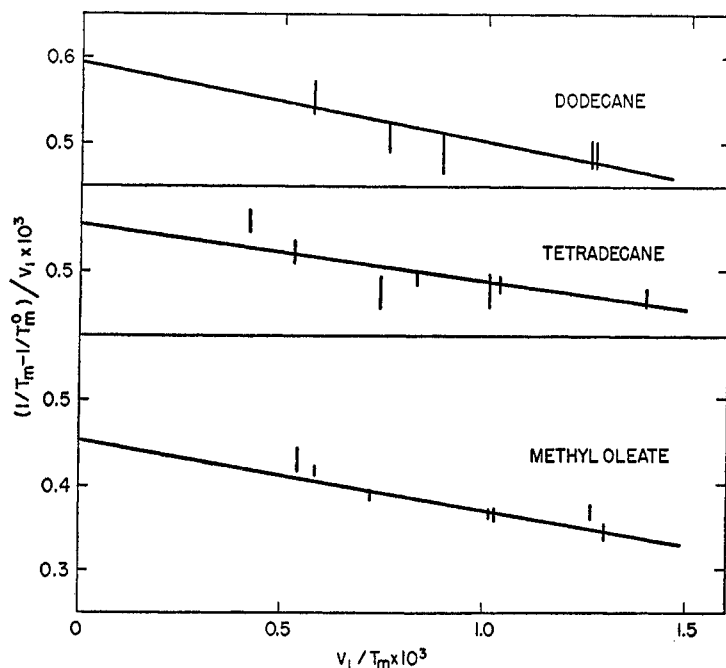 0.6
DODECANE
0.5
TETRADECANE
0.5
(1/Tm−1/T°m)/v₁×10³
0.5
METHYL OLEATE
0.4
0.3
0 0.5 1.0 1.5
v₁/Tm×10³